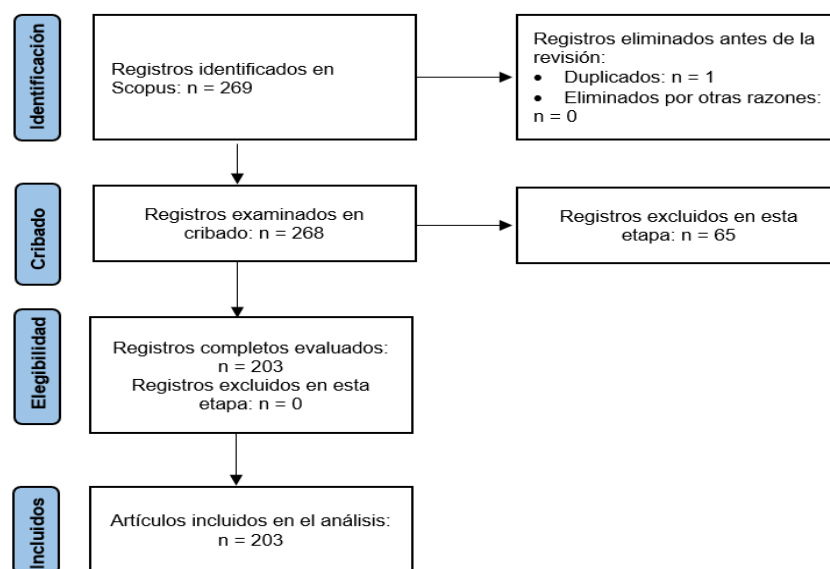 Identificación
Registros identificados en
Scopus: n = 269
Registros eliminados antes de la
revisión:
• Duplicados: n = 1
• Eliminados por otras razones:
n = 0
Cribado
Registros examinados en
cribado: n = 268
Registros excluidos en esta
etapa: n = 65
Elegibilidad
Registros completos evaluados:
n = 203
Registros excluidos en esta
etapa: n = 0
Incluidos
Artículos incluidos en el análisis:
n = 203